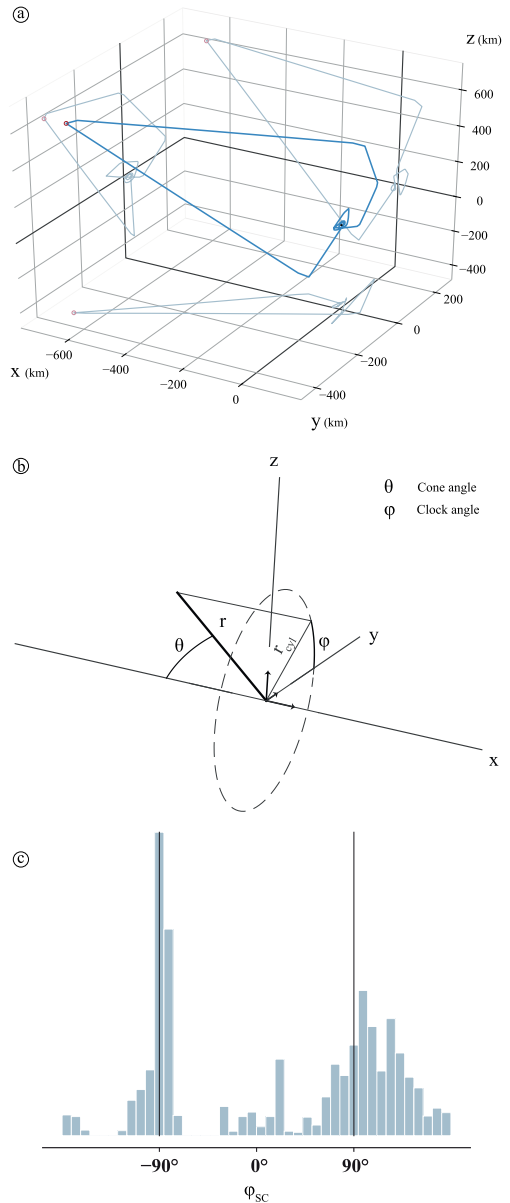 a
z (km)
600
400
200
0
−200
−400
200
0
−200
−400
y (km)
−600
−400
−200
0
x (km)
b
z
θ Cone angle
φ Clock angle
r
θ
r cyl
φ
y
x
c
−90° 0° 90°
φSC